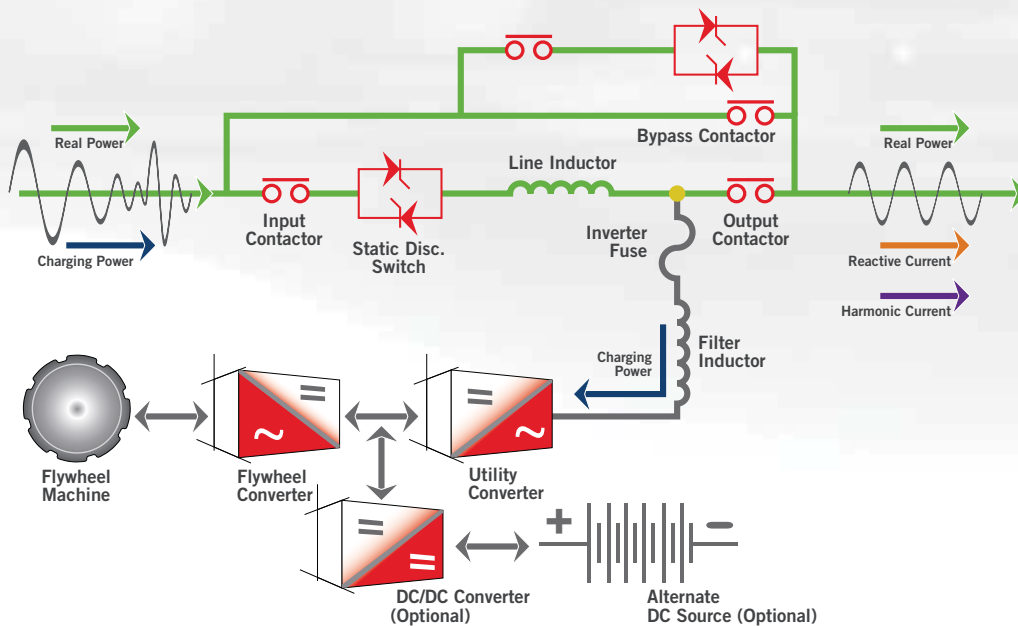 Bypass Contactor
Real Power
Real Power
Line Inductor
Input
Contactor
Static Disc.
Switch
Inverter
Fuse
Output
Contactor
Charging Power
Reactive Current
Harmonic Current
Charging
Power
Filter
Inductor
Flywheel
Machine
Flywheel
Converter
Utility
Converter
+
–
DC/DC Converter
(Optional)
Alternate
DC Source (Optional)